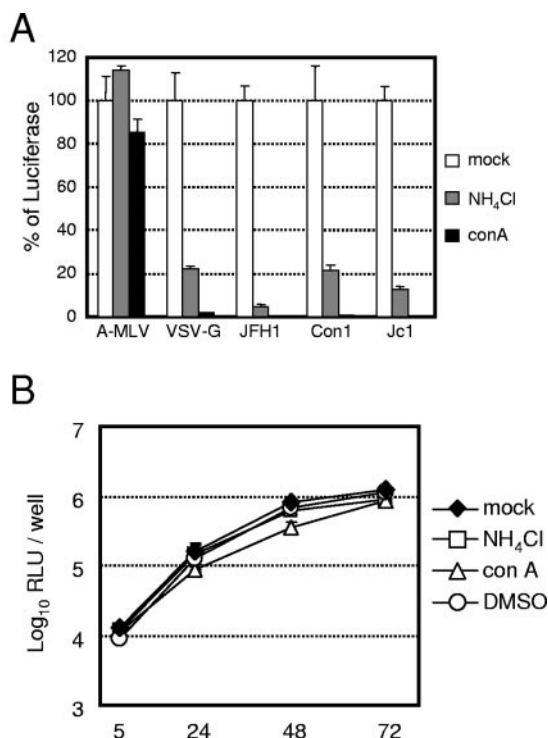 A
% of Luciferase
120
100
80
60
40
20
0
A-MLV VSV-G JFH1 Con1 Jc1
mock
NH₄Cl
conA
B
Log₁₀ RLU / well
7
6
5
4
3
5 24 48 72
mock
NH₄Cl
con A
DMSO